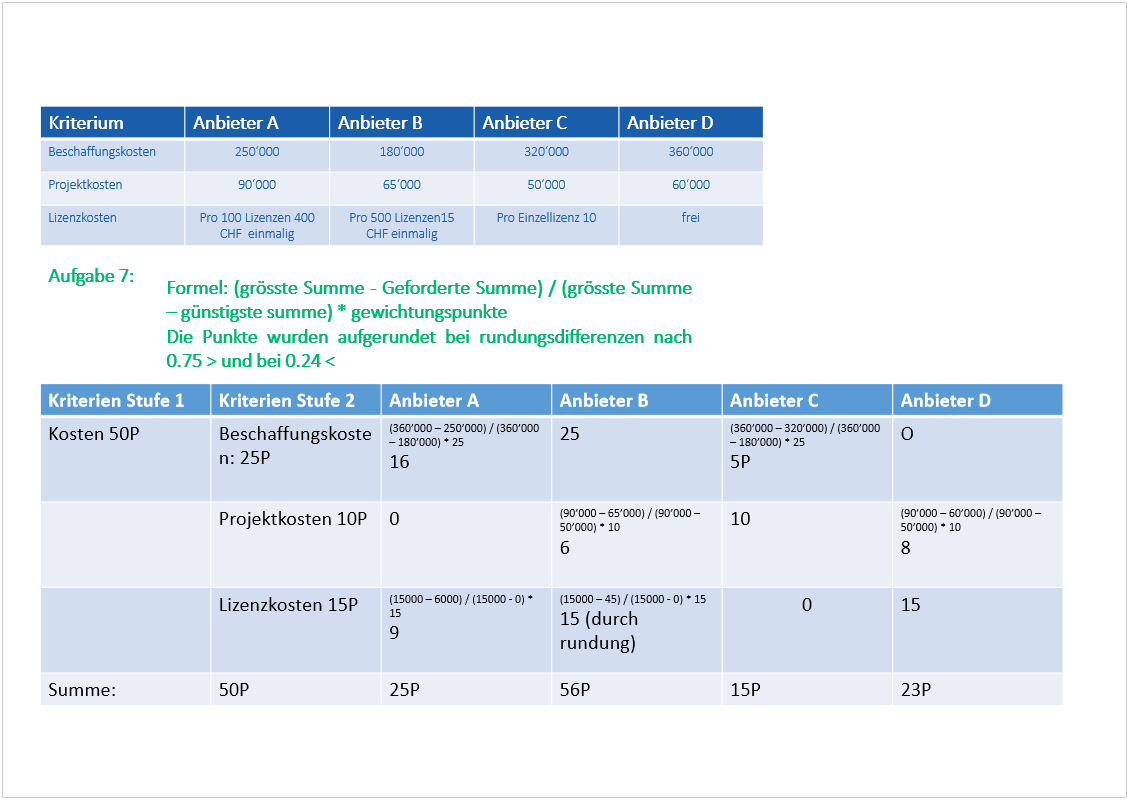 Kriterium Anbieter A Anbieter B Anbieter C Anbieter D
Beschaffungskosten 250‘000 180‘000 320‘000 360‘000
Projektkosten 90‘000 65‘000 50‘000 60‘000
Lizenzkosten Pro 100 Lizenzen 400 Pro 500 Lizenzen15 Pro Einzellizenz 10 frei
CHF einmalig CHF einmalig
Aufgabe 7:
Formel: (grösste Summe - Geforderte Summe) / (grösste Summe
– günstigste summe) * gewichtungspunkte
Die Punkte wurden aufgerundet bei rundungsdifferenzen nach
0.75 > und bei 0.24 <
Kriterien Stufe 1 Kriterien Stufe 2 Anbieter A Anbieter B Anbieter C Anbieter D
Kosten 50P Beschaffungskoste (360‘000 – 250‘000) / (360‘000 25 (360‘000 – 320‘000) / (360‘000 O
n: 25P – 180‘000) * 25 – 180‘000) * 25
16 5P
Projektkosten 10P 0 (90‘000 – 65‘000) / (90‘000 – 10 (90‘000 – 60‘000) / (90‘000 –
50‘000) * 10 50‘000) * 10
6 8
Lizenzkosten 15P (15000 – 6000) / (15000 - 0) * (15000 – 45) / (15000 - 0) * 15 0 15
15 15 (durch
9 rundung)
Summe: 50P 25P 56P 15P 23P